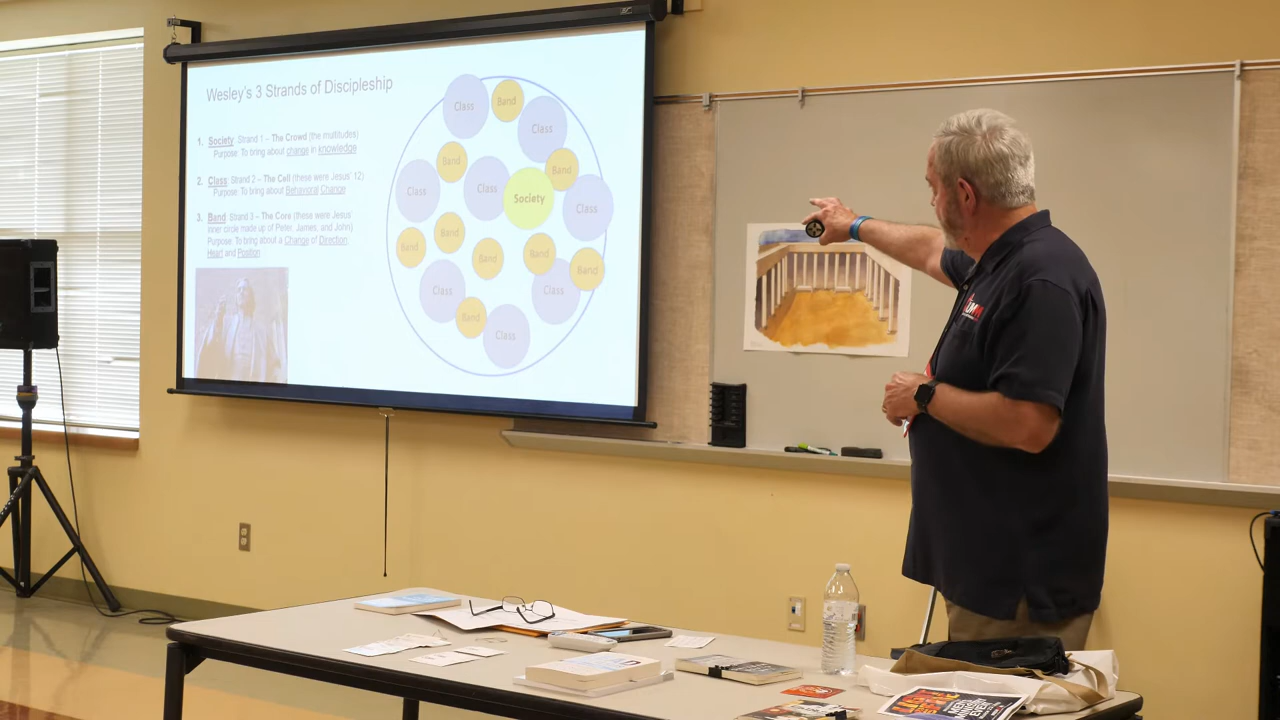 Wesley's 3 Strands of Discipleship
1. Society: Strand 1 – The Crowd (the multitudes)
Purpose: To bring about change in knowledge
2. Class: Strand 2 – The Cell (these were Jesus' 12)
Purpose: To bring about Behavioral Change
3. Band: Strand 3 – The Core (these were Jesus
inner circle made up of Peter, James, and John)
Purpose: To bring about a Change of Direction;
Heart and Position
Class
Band
Class
Band
Band
Class
Class
Society
Class
Band
Band
Band
Band
Band
Class
Class
Band
Class